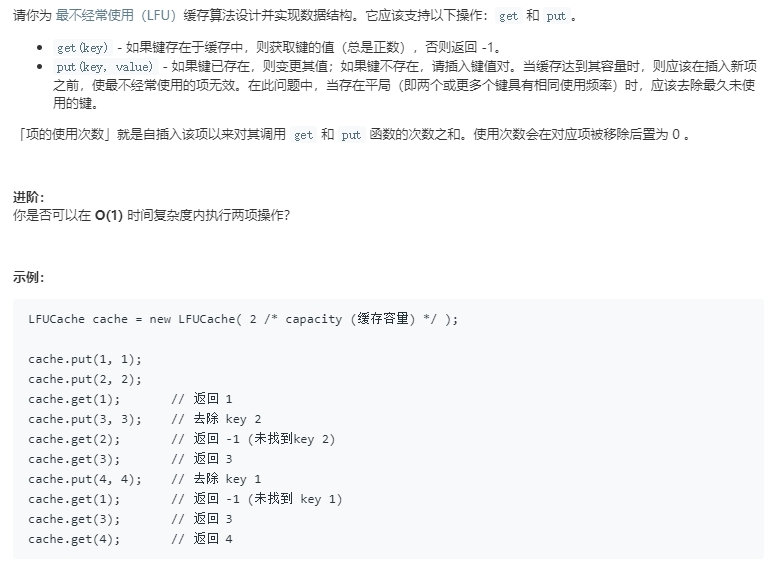 请你为 最不经常使用（LFU）缓存算法设计并实现数据结构。它应该支持以下操作：get 和 put。
• get(key) - 如果键存在于缓存中，则获取键的值（总是正数），否则返回 -1。
• put(key, value) - 如果键已存在，则变更其值；如果键不存在，请插入键值对。当缓存达到其容量时，则应该在插入新项
之前，使最不经常使用的项无效。在此问题中，当存在平局（即两个或更多个键具有相同使用频率）时，应该去除最久未使
用的键。
「项的使用次数」就是自插入该项以来对其调用 get 和 put 函数的次数之和。使用次数会在对应项被移除后置为 0 。
进阶：
你是否可以在 O(1) 时间复杂度内执行两项操作？
示例：
LFUCache cache = new LFUCache( 2 /* capacity (缓存容量) */ );
cache.put(1, 1);
cache.put(2, 2);
cache.get(1);       // 返回 1
cache.put(3, 3);    // 去除 key 2
cache.get(2);       // 返回 -1 (未找到key 2)
cache.get(3);       // 返回 3
cache.put(4, 4);    // 去除 key 1
cache.get(1);       // 返回 -1 (未找到 key 1)
cache.get(3);       // 返回 3
cache.get(4);       // 返回 4